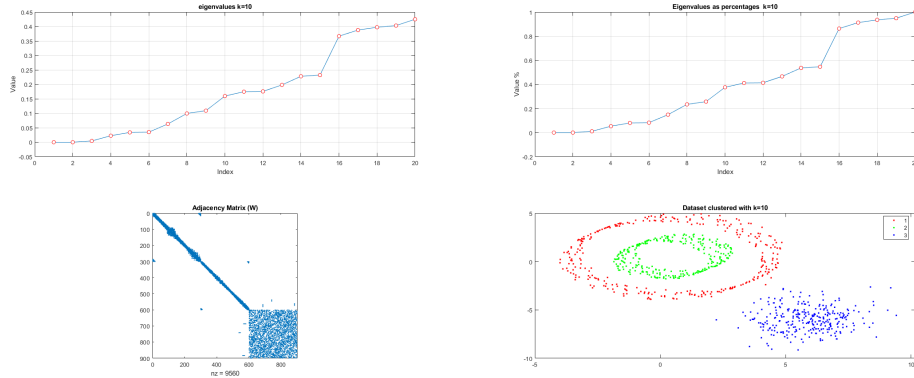 eigenvalues k=10
0.45
0.4
0.35
0.3
0.25
0.2
0.15
0.1
0.05
0
-0.05
Value
0 2 4 6 8 10 12 14 16 18 20
Index
Eigenvalues as percentages k=10
1
0.8
0.6
0.4
0.2
0
-0.2
Value %
0 2 4 6 8 10 12 14 16 18 2
Index
Adjacency Matrix (W)
0
100
200
300
400
500
600
700
800
900
0 200 400 600 800
nz = 9560
Dataset clustered with k=10
5
0
-5
-10
-5 0 5 10
1
2
3